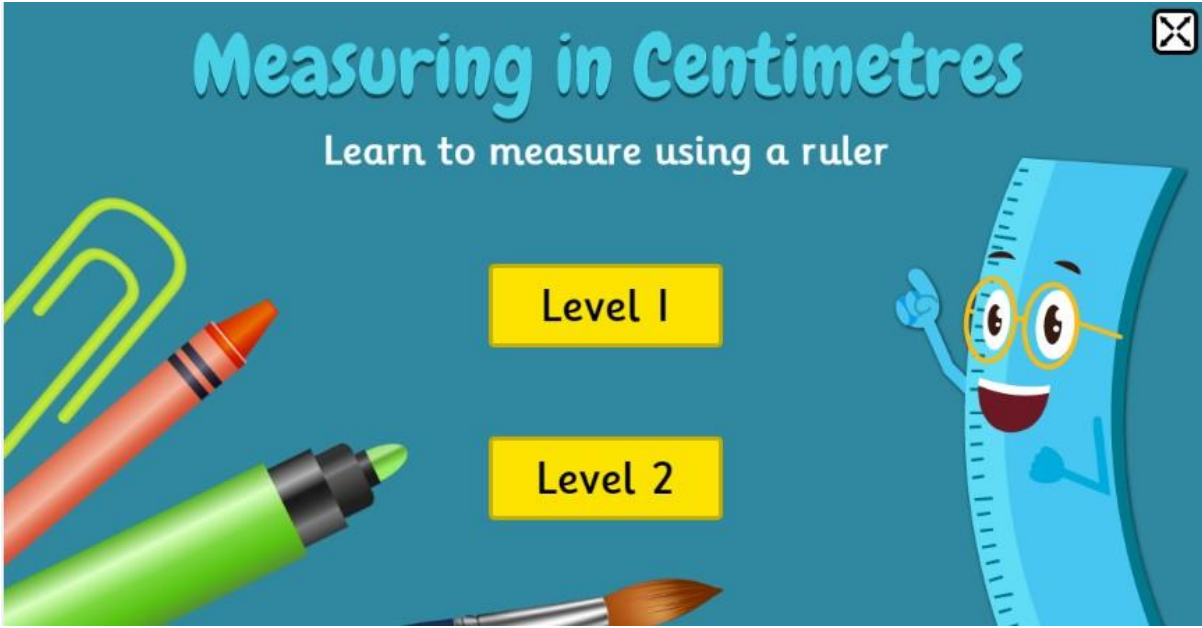 Measuring in Centimetres
Learn to measure using a ruler
Level 1
Level 2